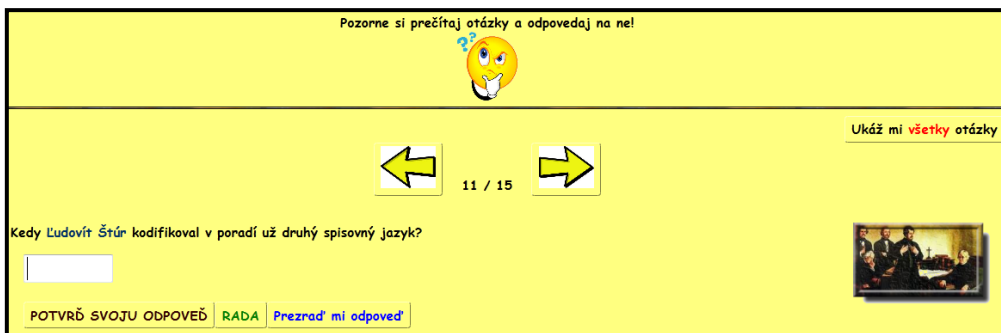 Pozorne si prečítaj otázky a odpovedaj na ne!
???
Ukáž mi všetky otázky
11 / 15
Kedy Ľudovít Štúr kodifikoval v poradí už druhý spisovný jazyk?
POTVRĎ SVOJU ODPOVEĎ RADA Prezraď mi odpoveď'